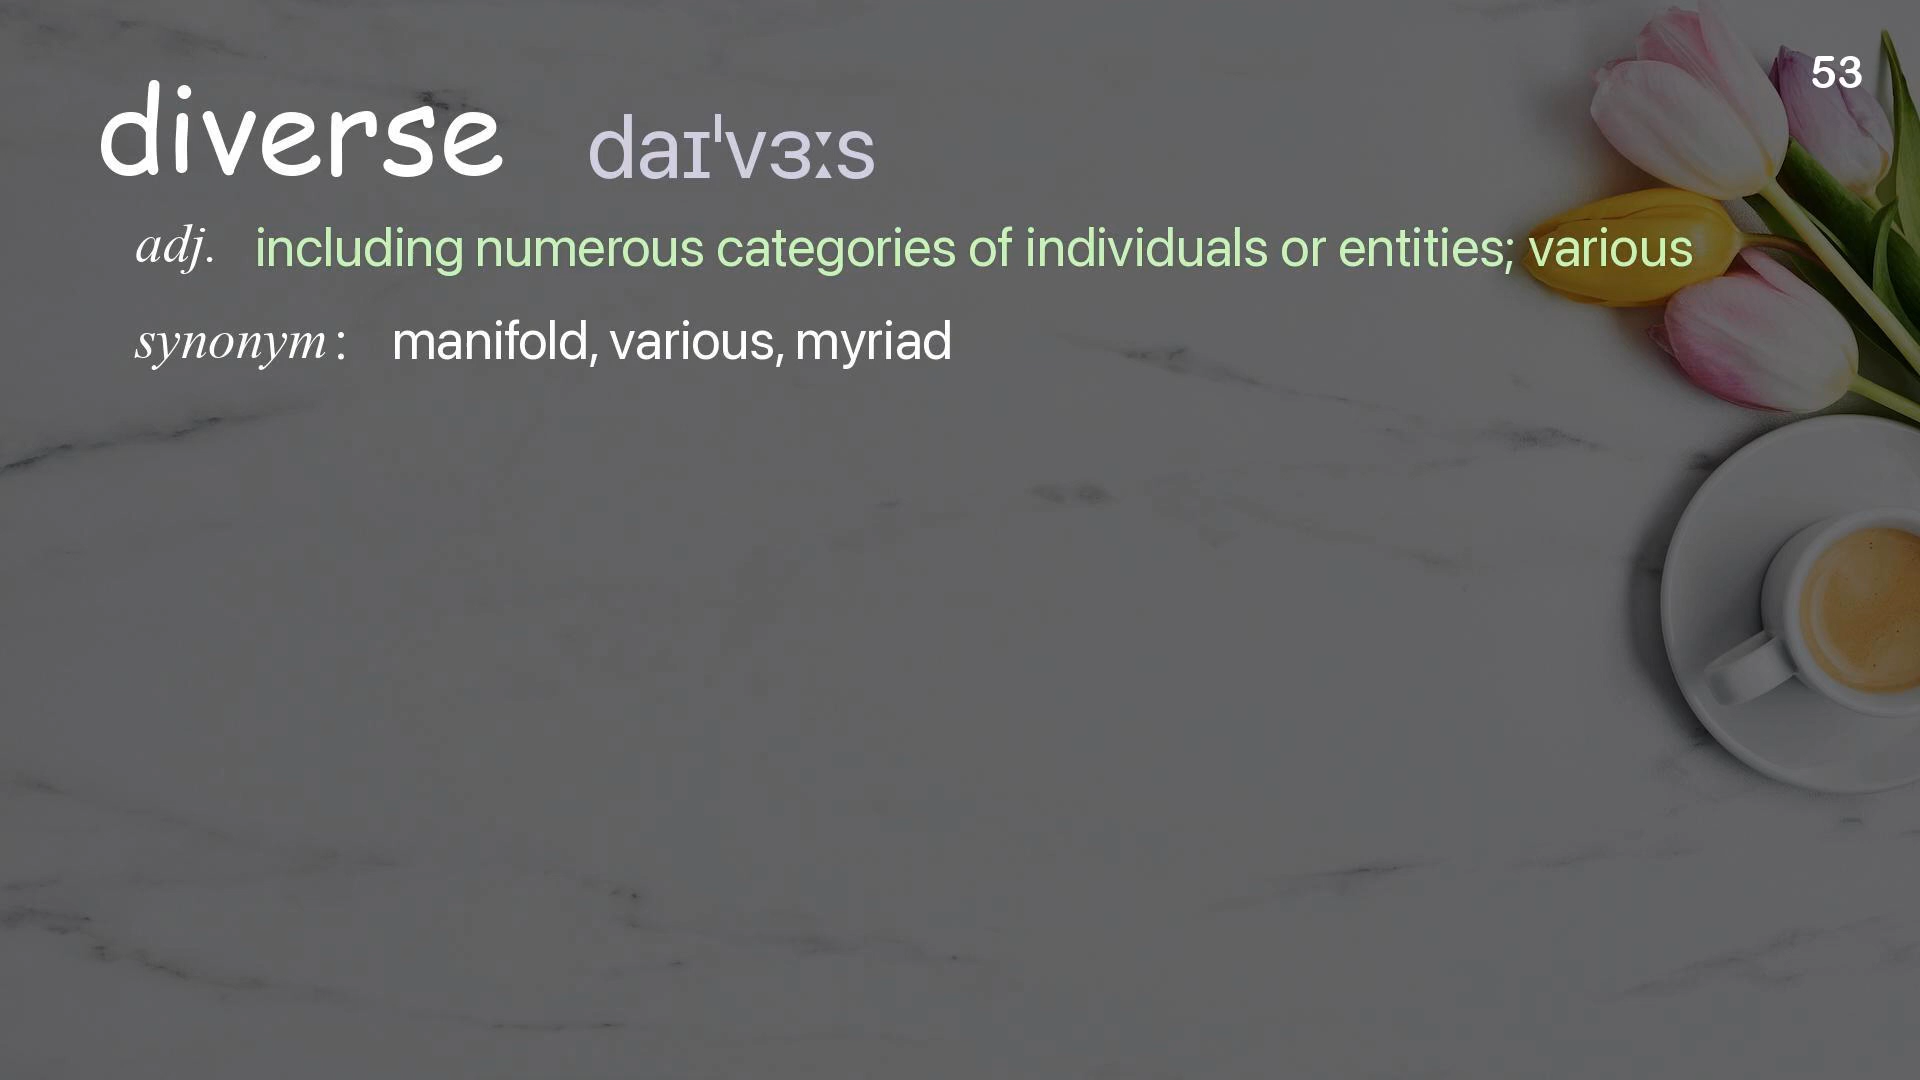 53
diverse daɪˈvɜːs
adj. including numerous categories of individuals or entities; various
synonym: manifold, various, myriad